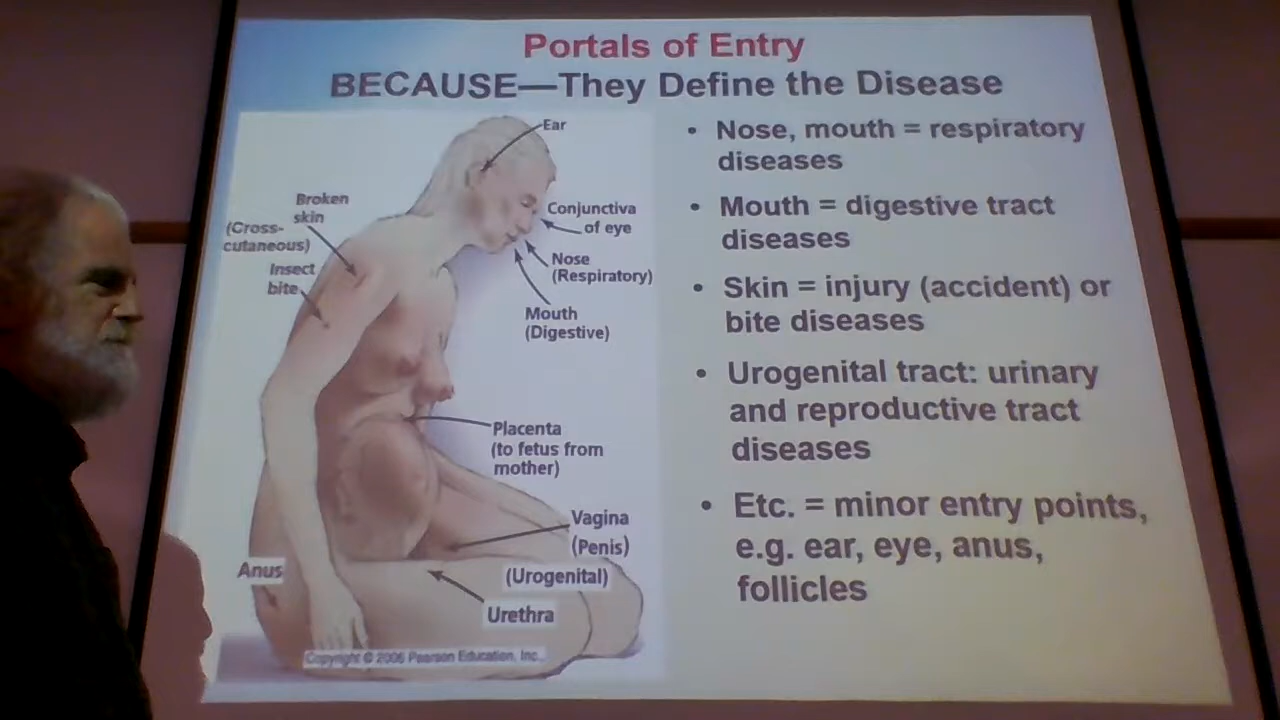 Portals of Entry
BECAUSE—They Define the Disease
Ear
Broken
skin
(Cross-
cutaneous)
Insect
bite
Conjunctiva
of eye
Nose
(Respiratory)
Mouth
(Digestive)
Placenta
(to fetus from
mother)
Vagina
(Penis)
(Urogenital)
Anus
Urethra
Copyright © 2006 Pearson Education, Inc.
• Nose, mouth = respiratory
diseases
• Mouth = digestive tract
diseases
• Skin = injury (accident) or
bite diseases
• Urogenital tract: urinary
and reproductive tract
diseases
• Etc. = minor entry points,
e.g. ear, eye, anus,
follicles